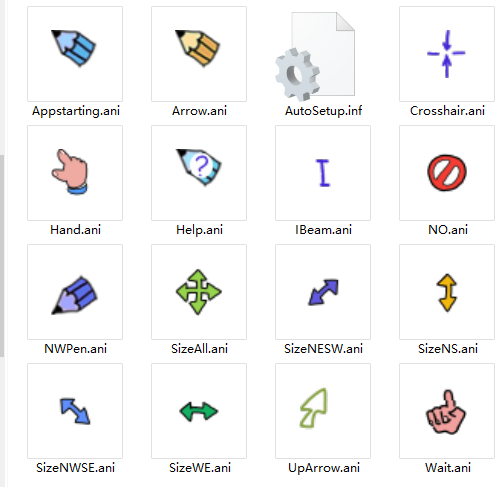 Appstarting.ani
Arrow.ani
AutoSetup.inf
Crosshair.ani
?
Hand.ani
Help.ani
IBeam.ani
NO.ani
NWPen.ani
SizeAll.ani
SizeNESW.ani
SizeNS.ani
SizeNWSE.ani
SizeWE.ani
UpArrow.ani
Wait.ani